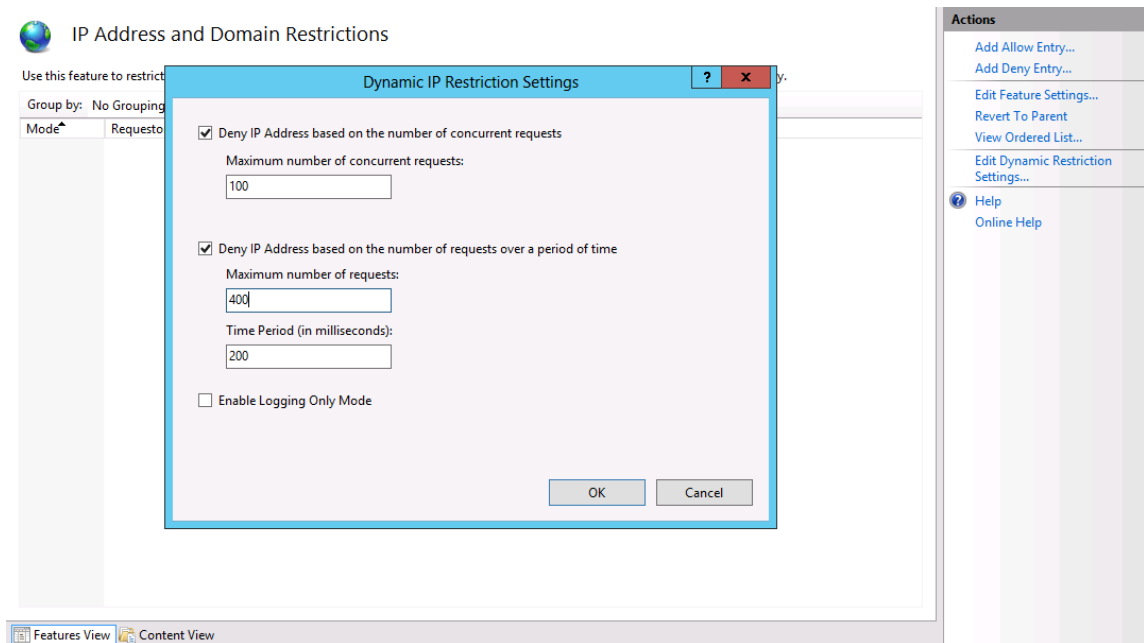 IP Address and Domain Restrictions
Use this feature to restrict
y.
Group by: No Grouping
Mode Requesto
Dynamic IP Restriction Settings
? x
Deny IP Address based on the number of concurrent requests
Maximum number of concurrent requests:
100
Deny IP Address based on the number of requests over a period of time
Maximum number of requests:
400
Time Period (in milliseconds):
200
Enable Logging Only Mode
OK Cancel
Features View Content View
Actions
Add Allow Entry...
Add Deny Entry...
Edit Feature Settings...
Revert To Parent
View Ordered List...
Edit Dynamic Restriction
Settings...
Help
Online Help